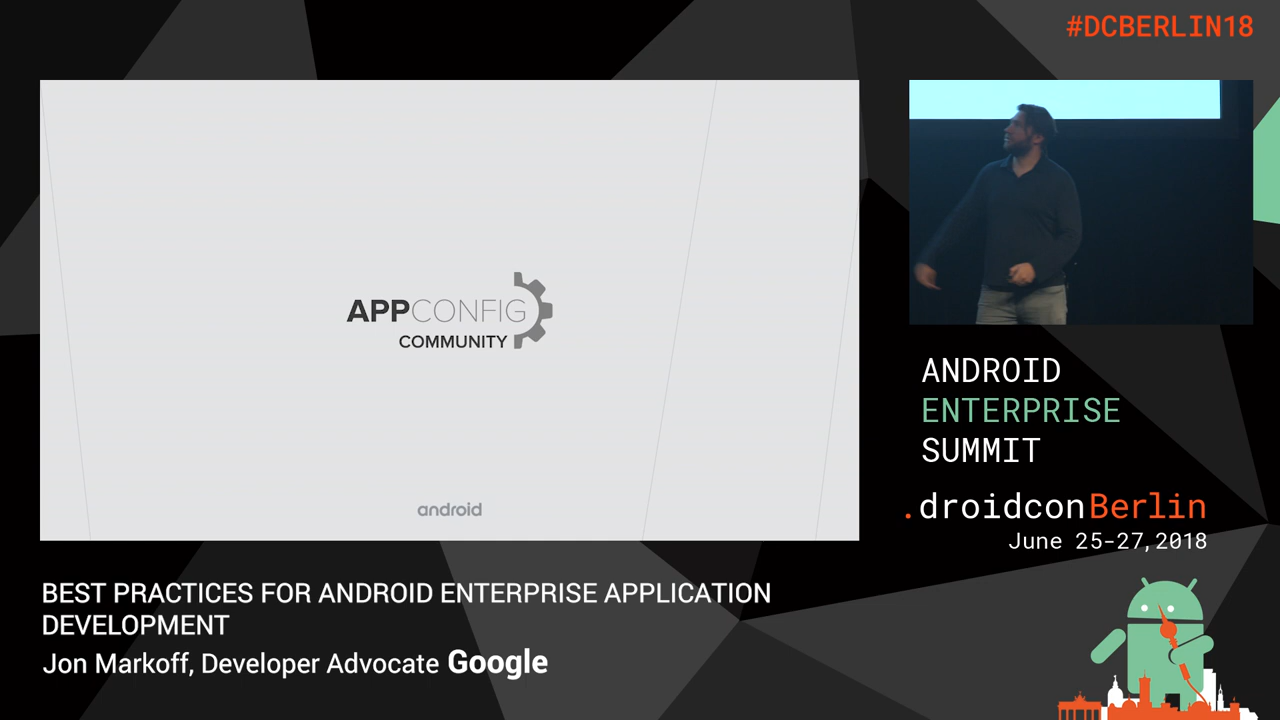 #DCBERLIN18
APPCONFIG
COMMUNITY
android
ANDROID
ENTERPRISE
SUMMIT
.droidconBerlin
June 25-27, 2018
BEST PRACTICES FOR ANDROID ENTERPRISE APPLICATION
DEVELOPMENT
Jon Markoff, Developer Advocate Google